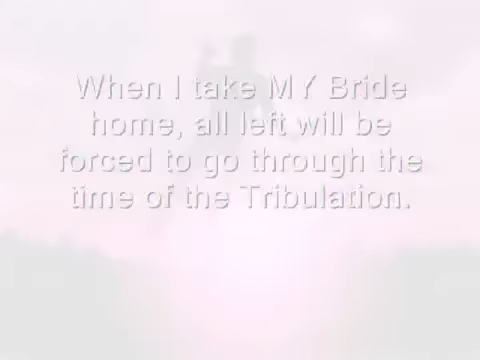 When I take MY Bride
home, all left will be
forced to go through the
time of the Tribulation.